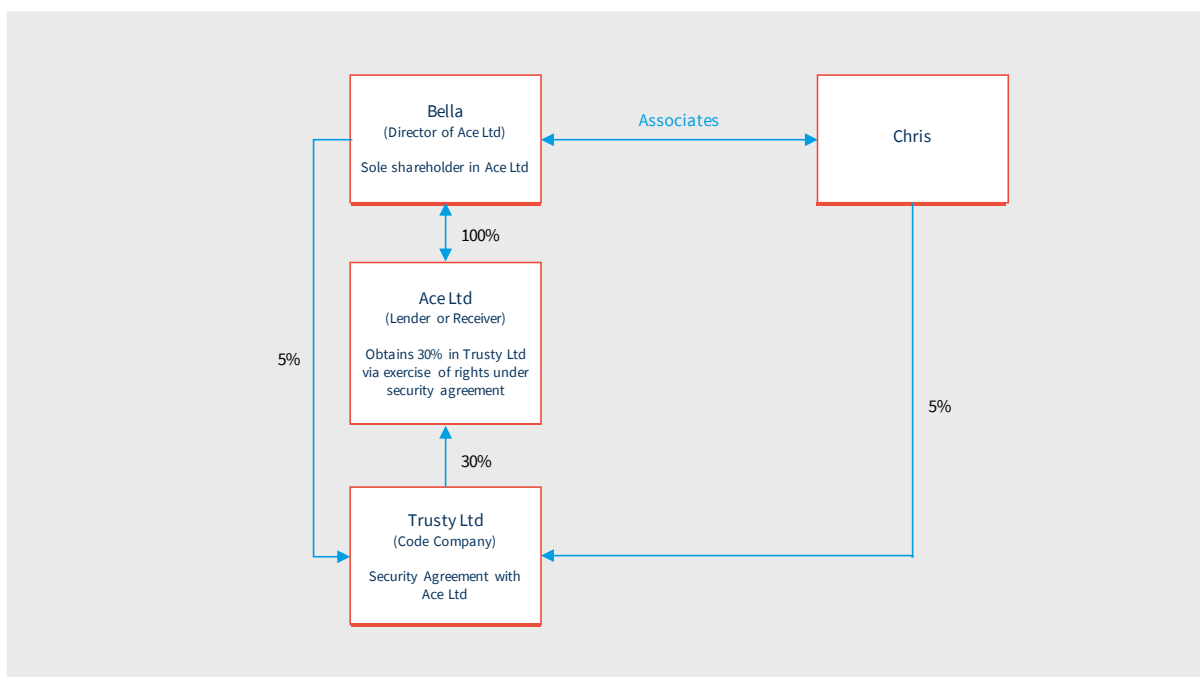 Bella
(Director of Ace Ltd)
Sole shareholder in Ace Ltd
Associates
Chris
100%
Ace Ltd
(Lender or Receiver)
Obtains 30% in Trusty Ltd
via exercise of rights under
security agreement
5%
5%
30%
Trusty Ltd
(Code Company)
Security Agreement with
Ace Ltd